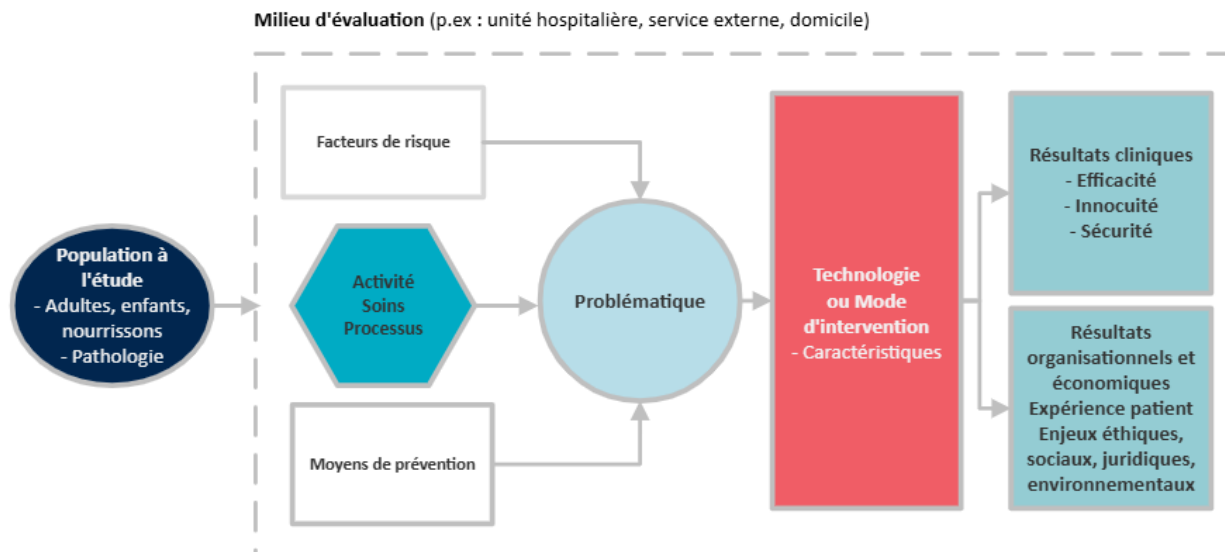 Milieu d'évaluation (p.ex : unité hospitalière, service externe, domicile)
Population à
l'étude
- Adultes, enfants,
nourrissons
- Pathologie
Facteurs de risque
Activité
Soins
Processus
Moyens de prévention
Problématique
Technologie
ou Mode
d'intervention
- Caractéristiques
Résultats cliniques
- Efficacité
- Innocuité
- Sécurité
Résultats
organisationnels et
économiques
Expérience patient
Enjeux éthiques,
sociaux, juridiques,
environnementaux